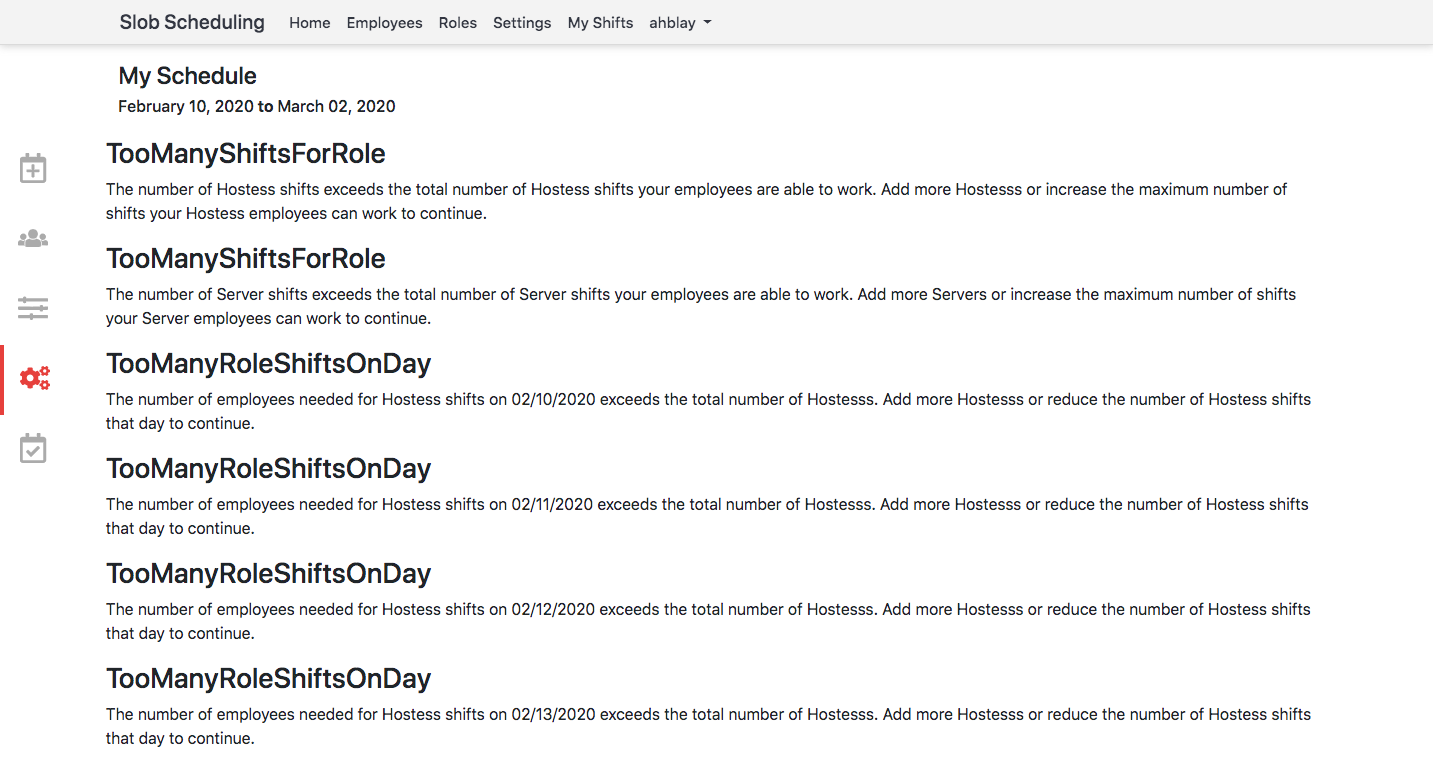 Slob Scheduling Home Employees Roles Settings My Shifts ahblay
My Schedule
February 10, 2020 to March 02, 2020
TooManyShiftsForRole
The number of Hostess shifts exceeds the total number of Hostess shifts your employees are able to work. Add more Hostesss or increase the maximum number of
shifts your Hostess employees can work to continue.
TooManyShiftsForRole
The number of Server shifts exceeds the total number of Server shifts your employees are able to work. Add more Servers or increase the maximum number of shifts
your Server employees can work to continue.
TooManyRoleShiftsOnDay
The number of employees needed for Hostess shifts on 02/10/2020 exceeds the total number of Hostesss. Add more Hostesss or reduce the number of Hostess shifts
that day to continue.
TooManyRoleShiftsOnDay
The number of employees needed for Hostess shifts on 02/11/2020 exceeds the total number of Hostesss. Add more Hostesss or reduce the number of Hostess shifts
that day to continue.
TooManyRoleShiftsOnDay
The number of employees needed for Hostess shifts on 02/12/2020 exceeds the total number of Hostesss. Add more Hostesss or reduce the number of Hostess shifts
that day to continue.
TooManyRoleShiftsOnDay
The number of employees needed for Hostess shifts on 02/13/2020 exceeds the total number of Hostesss. Add more Hostesss or reduce the number of Hostess shifts
that day to continue.